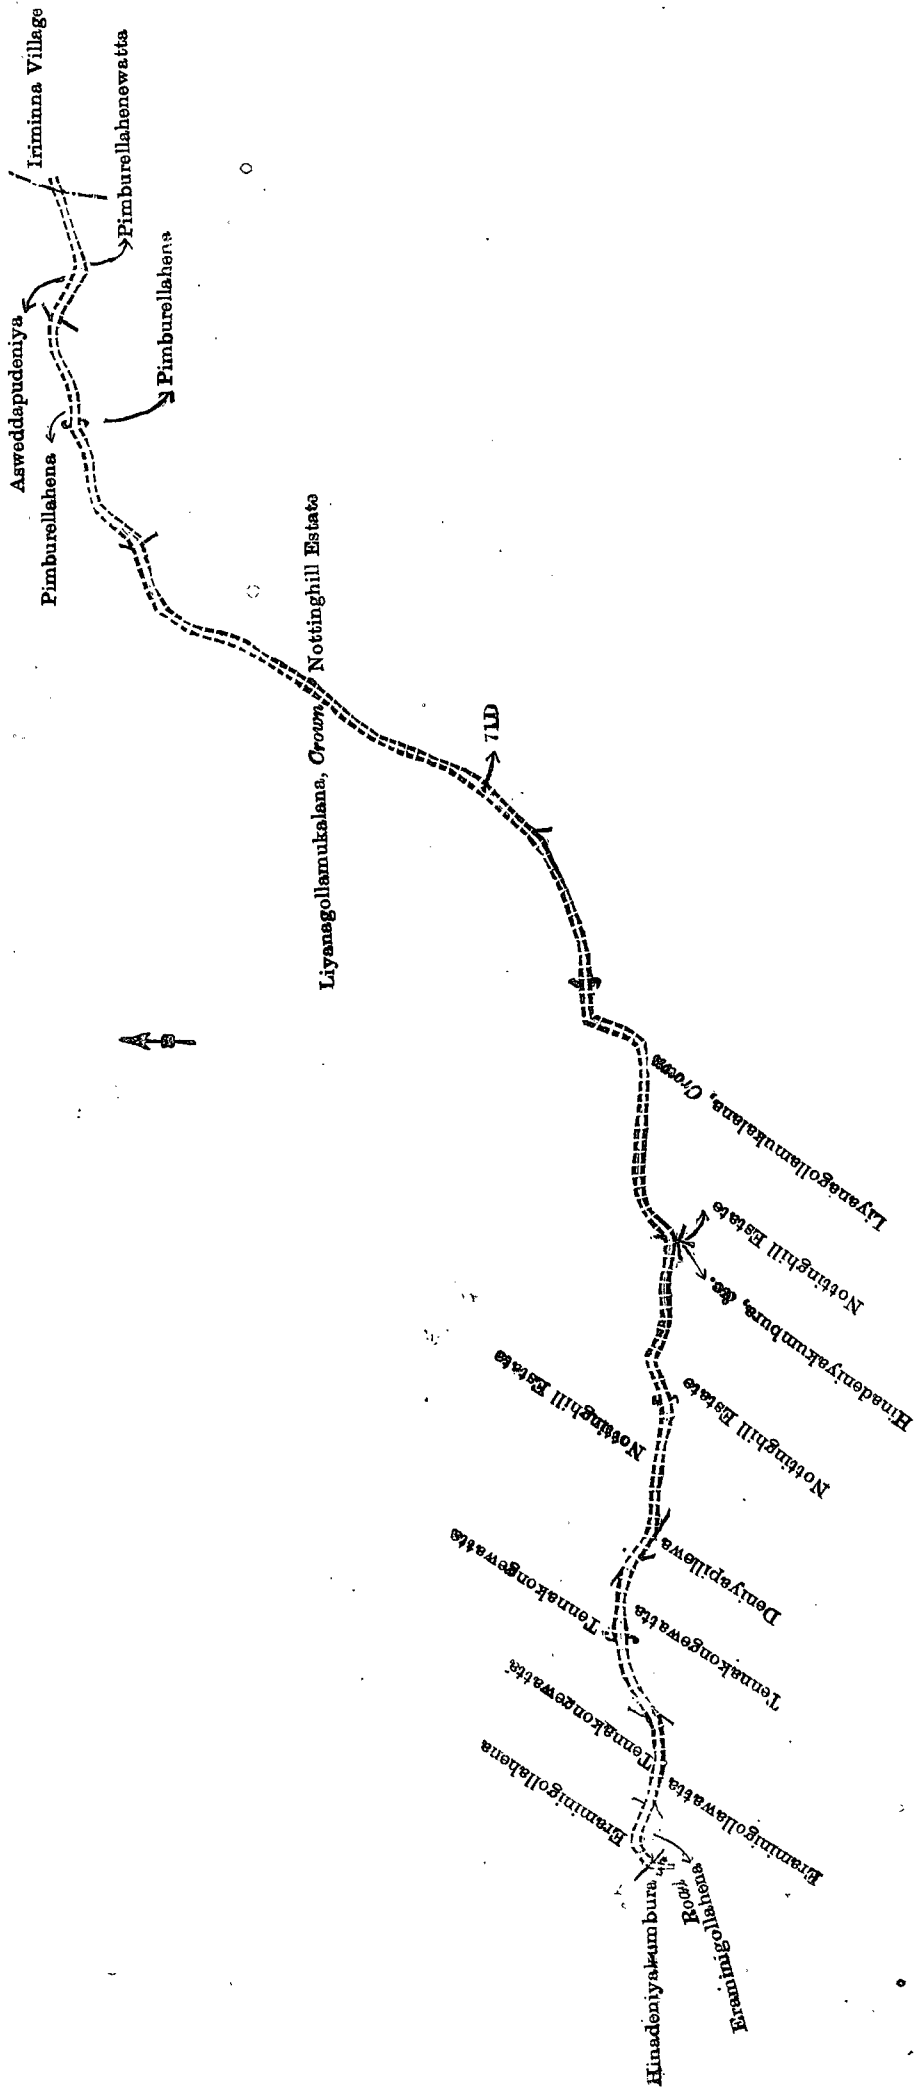 Iriminna Village
Pimburellahenewatta
Asweddapudeniya
Pimburellahena
Pimburellahena
Nottinghill Estate
Liyanagollamukalana, Crown
71D
Liyanagollamukalana, Crown
Nottinghill Estate
Hinadeniyakumbura, &c.
Nottinghill Estate
Nottinghill Estate
Deniyapillewa
Tennakongewatta
Tennakongewatta
Tennakongewatta
Eraminigollawatta
Eraminigollahena
Eraminigollahena
Road
Hinadeniyakumbura